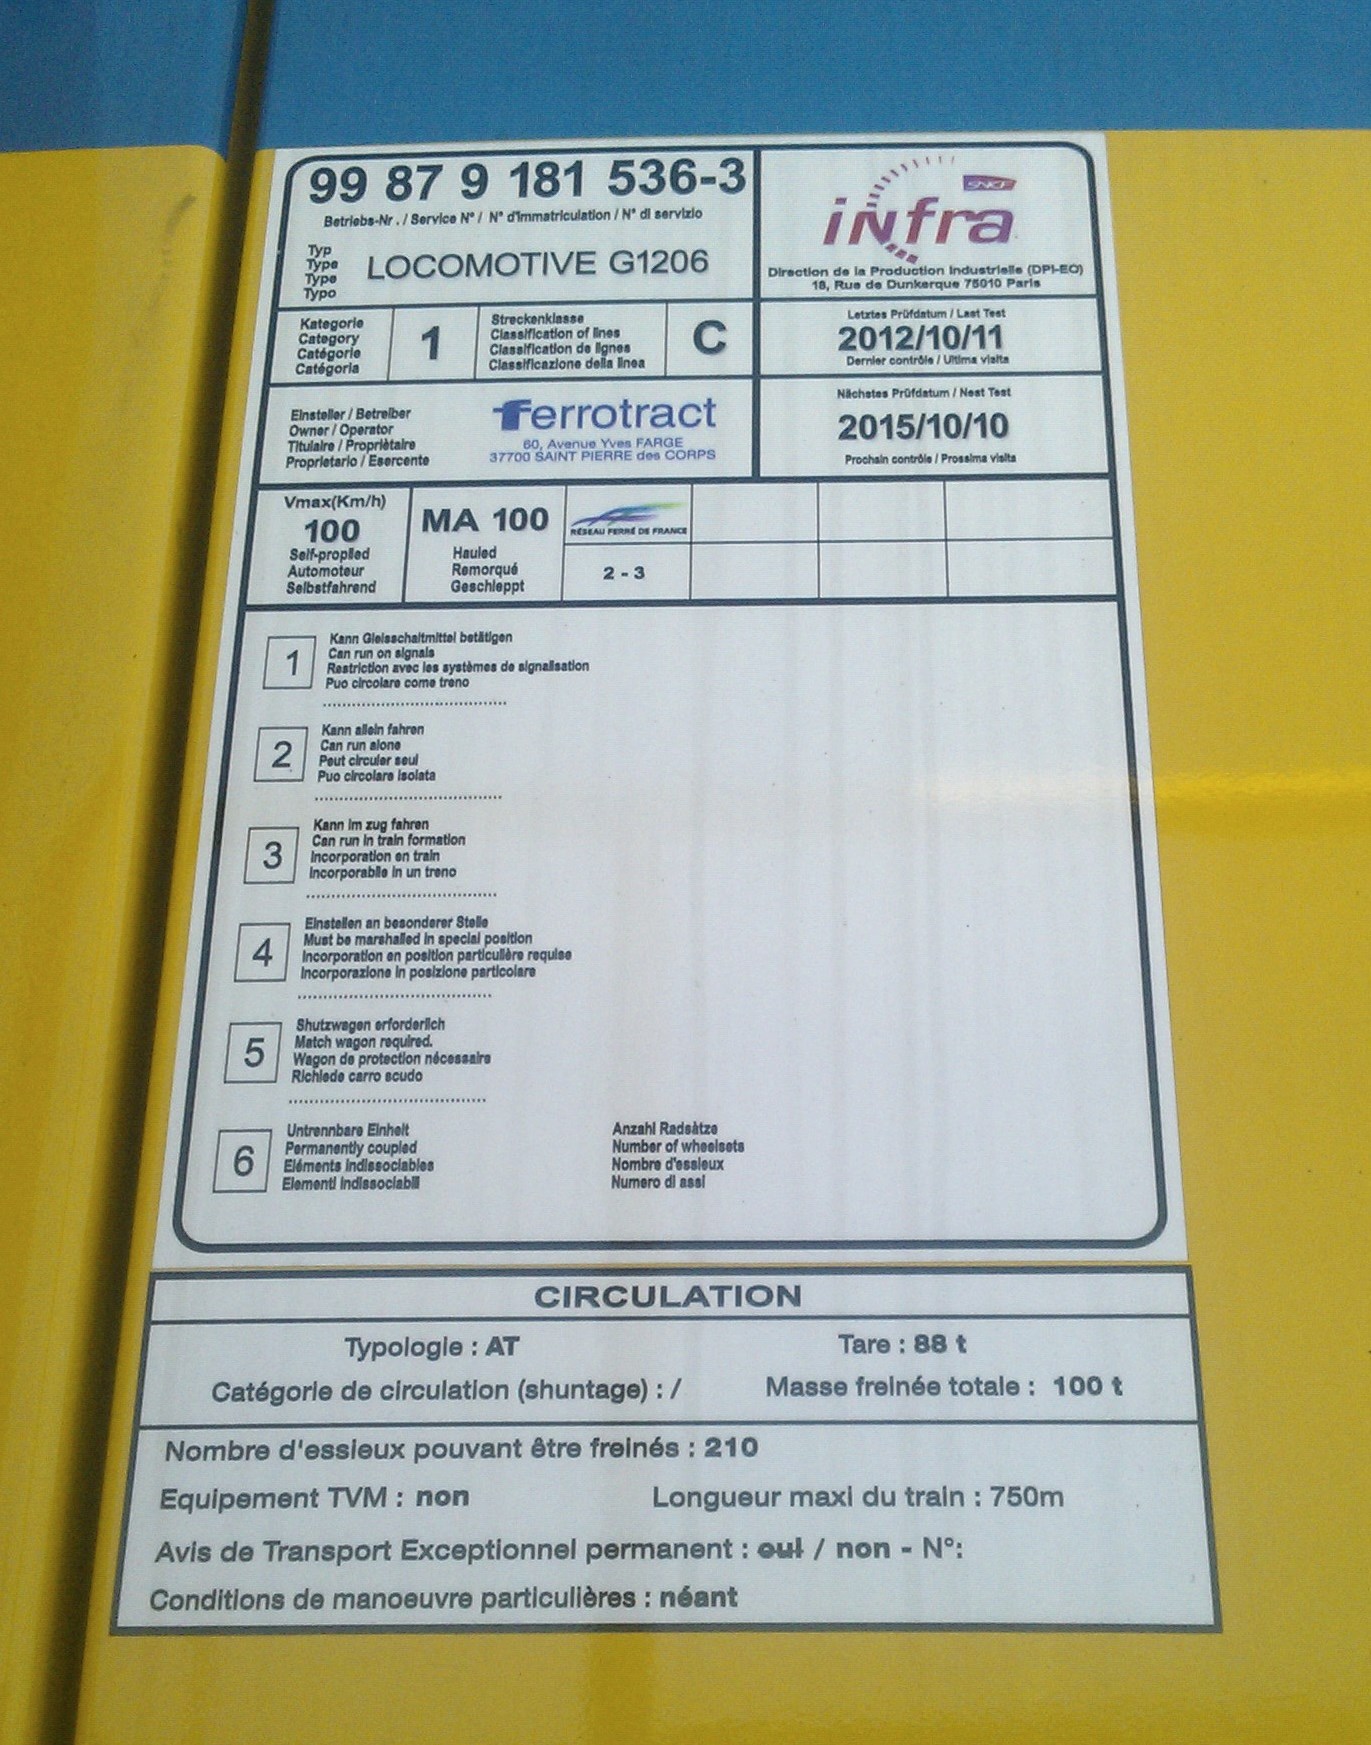 99 87 9 181 536-3
Betriebs-Nr . / Service N° / N° d'immatriculation / N° di servizio
Typ
Type
Type
Typo
LOCOMOTIVE G1206
SNCF
infra
Direction de la Production Industrielle (DPI-EO)
18, Rue de Dunkerque 75010 Paris
Kategorie
Category
Catégorie
Catégoria
1
Streckenklasse
Classification of lines
Classification de lignes
Classificazione della linea
C
Letztes Prüfdatum / Last Test
2012/10/11
Dernier contrôle / Ultima visita
Einsteller / Betreiber
Owner / Operator
Titulaire / Propriètaire
Proprietario / Esercente
Ferrotract
60, Avenue Yves FARGE
37700 SAINT PIERRE des CORPS
Nächstes Prüfdatum / Nest Test
2015/10/10
Prochain contrôle / Prossima visita
Vmax(Km/h)
100
Self-proplled
Automoteur
Selbstfahrend
MA 100
Hauled
Remorqué
Geschleppt
RÉSEAU FERRÉ DE FRANCE
2 - 3
1
Kann Gleisschaltmittel betätigen
Can run on signals
Restriction avec les systèmes de signalisation
Puo circolare come treno
2
Kann allein fahren
Can run alone
Peut circuler seul
Puo circolare isolata
3
Kann im zug fahren
Can run in train formation
Incorporation en train
Incorporabile in un treno
4
Einstellen an besonderer Stelle
Must be marshalled in special position
Incorporation en position particulière requise
Incorporazione in posizione particolare
5
Shutzwagen erforderlich
Match wagon required.
Wagon de protection nécessaire
Richiede carro scudo
6
Untrennbare Einheit
Permanently coupled
Eléments indissociables
Elementi indissociabili
Anzahl Radsàtze
Number of wheelsets
Nombre d'essieux
Numero di assi
CIRCULATION
Typologie : AT
Tare : 88 t
Catégorie de circulation (shuntage) : /
Masse freinée totale : 100 t
Nombre d'essieux pouvant être freinés : 210
Equipement TVM : non
Longueur maxi du train : 750m
Avis de Transport Exceptionnel permanent : oui / non - N°:
Conditions de manoeuvre particulières : néant